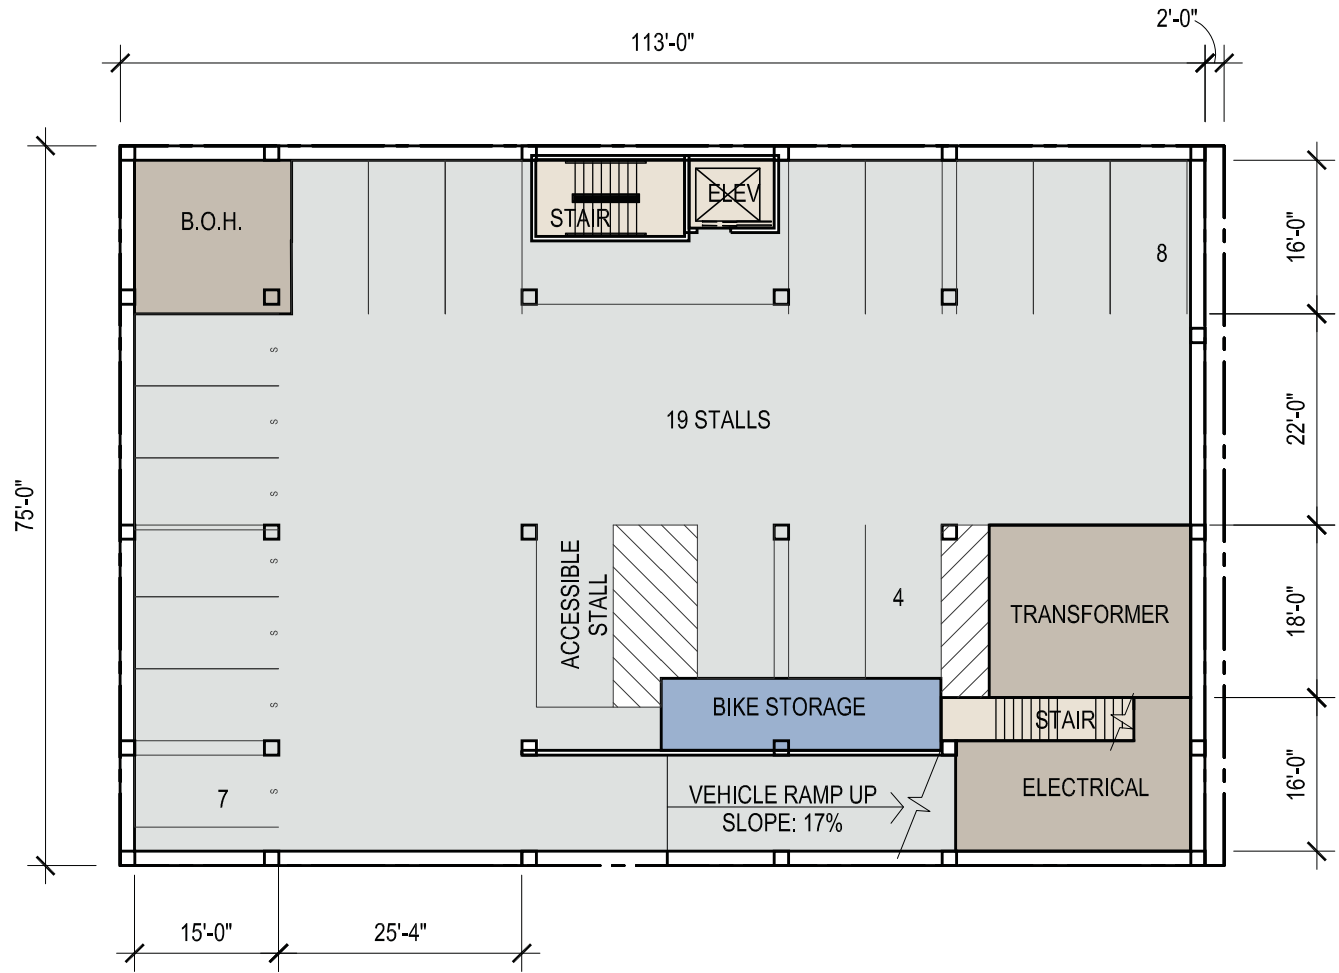 2'-0"
113'-0"
B.O.H.
STAIR
ELEV
8
16'-0"
S
S
S
19 STALLS
22'-0"
75'-0"
ACCESSIBLE
STALL
S
S
S
S
4
TRANSFORMER
18'-0"
BIKE STORAGE
STAIR
7
VEHICLE RAMP UP
SLOPE: 17%
ELECTRICAL
16'-0"
15'-0"
25'-4"